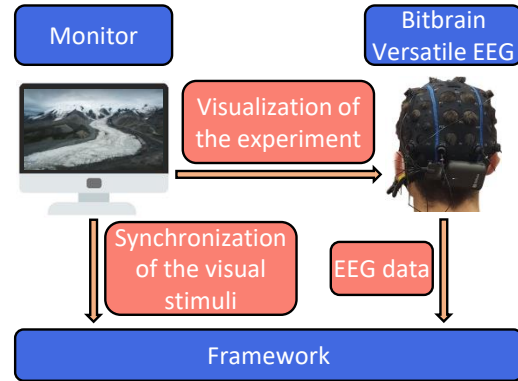 Monitor
Bitbrain
Versatile EEG
Visualization of
the experiment
Synchronization
of the visual
stimuli
EEG data
Framework